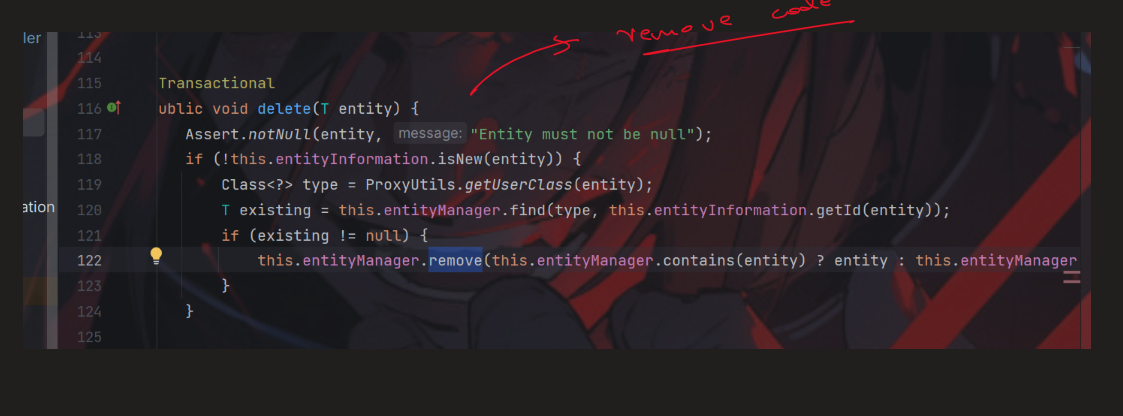 remove code
ler
113
114
115 Transactional
116 ublic void delete(T entity) {
117 Assert.notNull(entity, message: "Entity must not be null");
118 if (!this.entityInformation.isNew(entity)) {
119 Class<?> type = ProxyUtils.getUserClass(entity);
ation
120 T existing = this.entityManager.find(type, this.entityInformation.getId(entity));
121 if (existing != null) {
122 this.entityManager.remove(this.entityManager.contains(entity) ? entity : this.entityManager
123 }
124 }
125